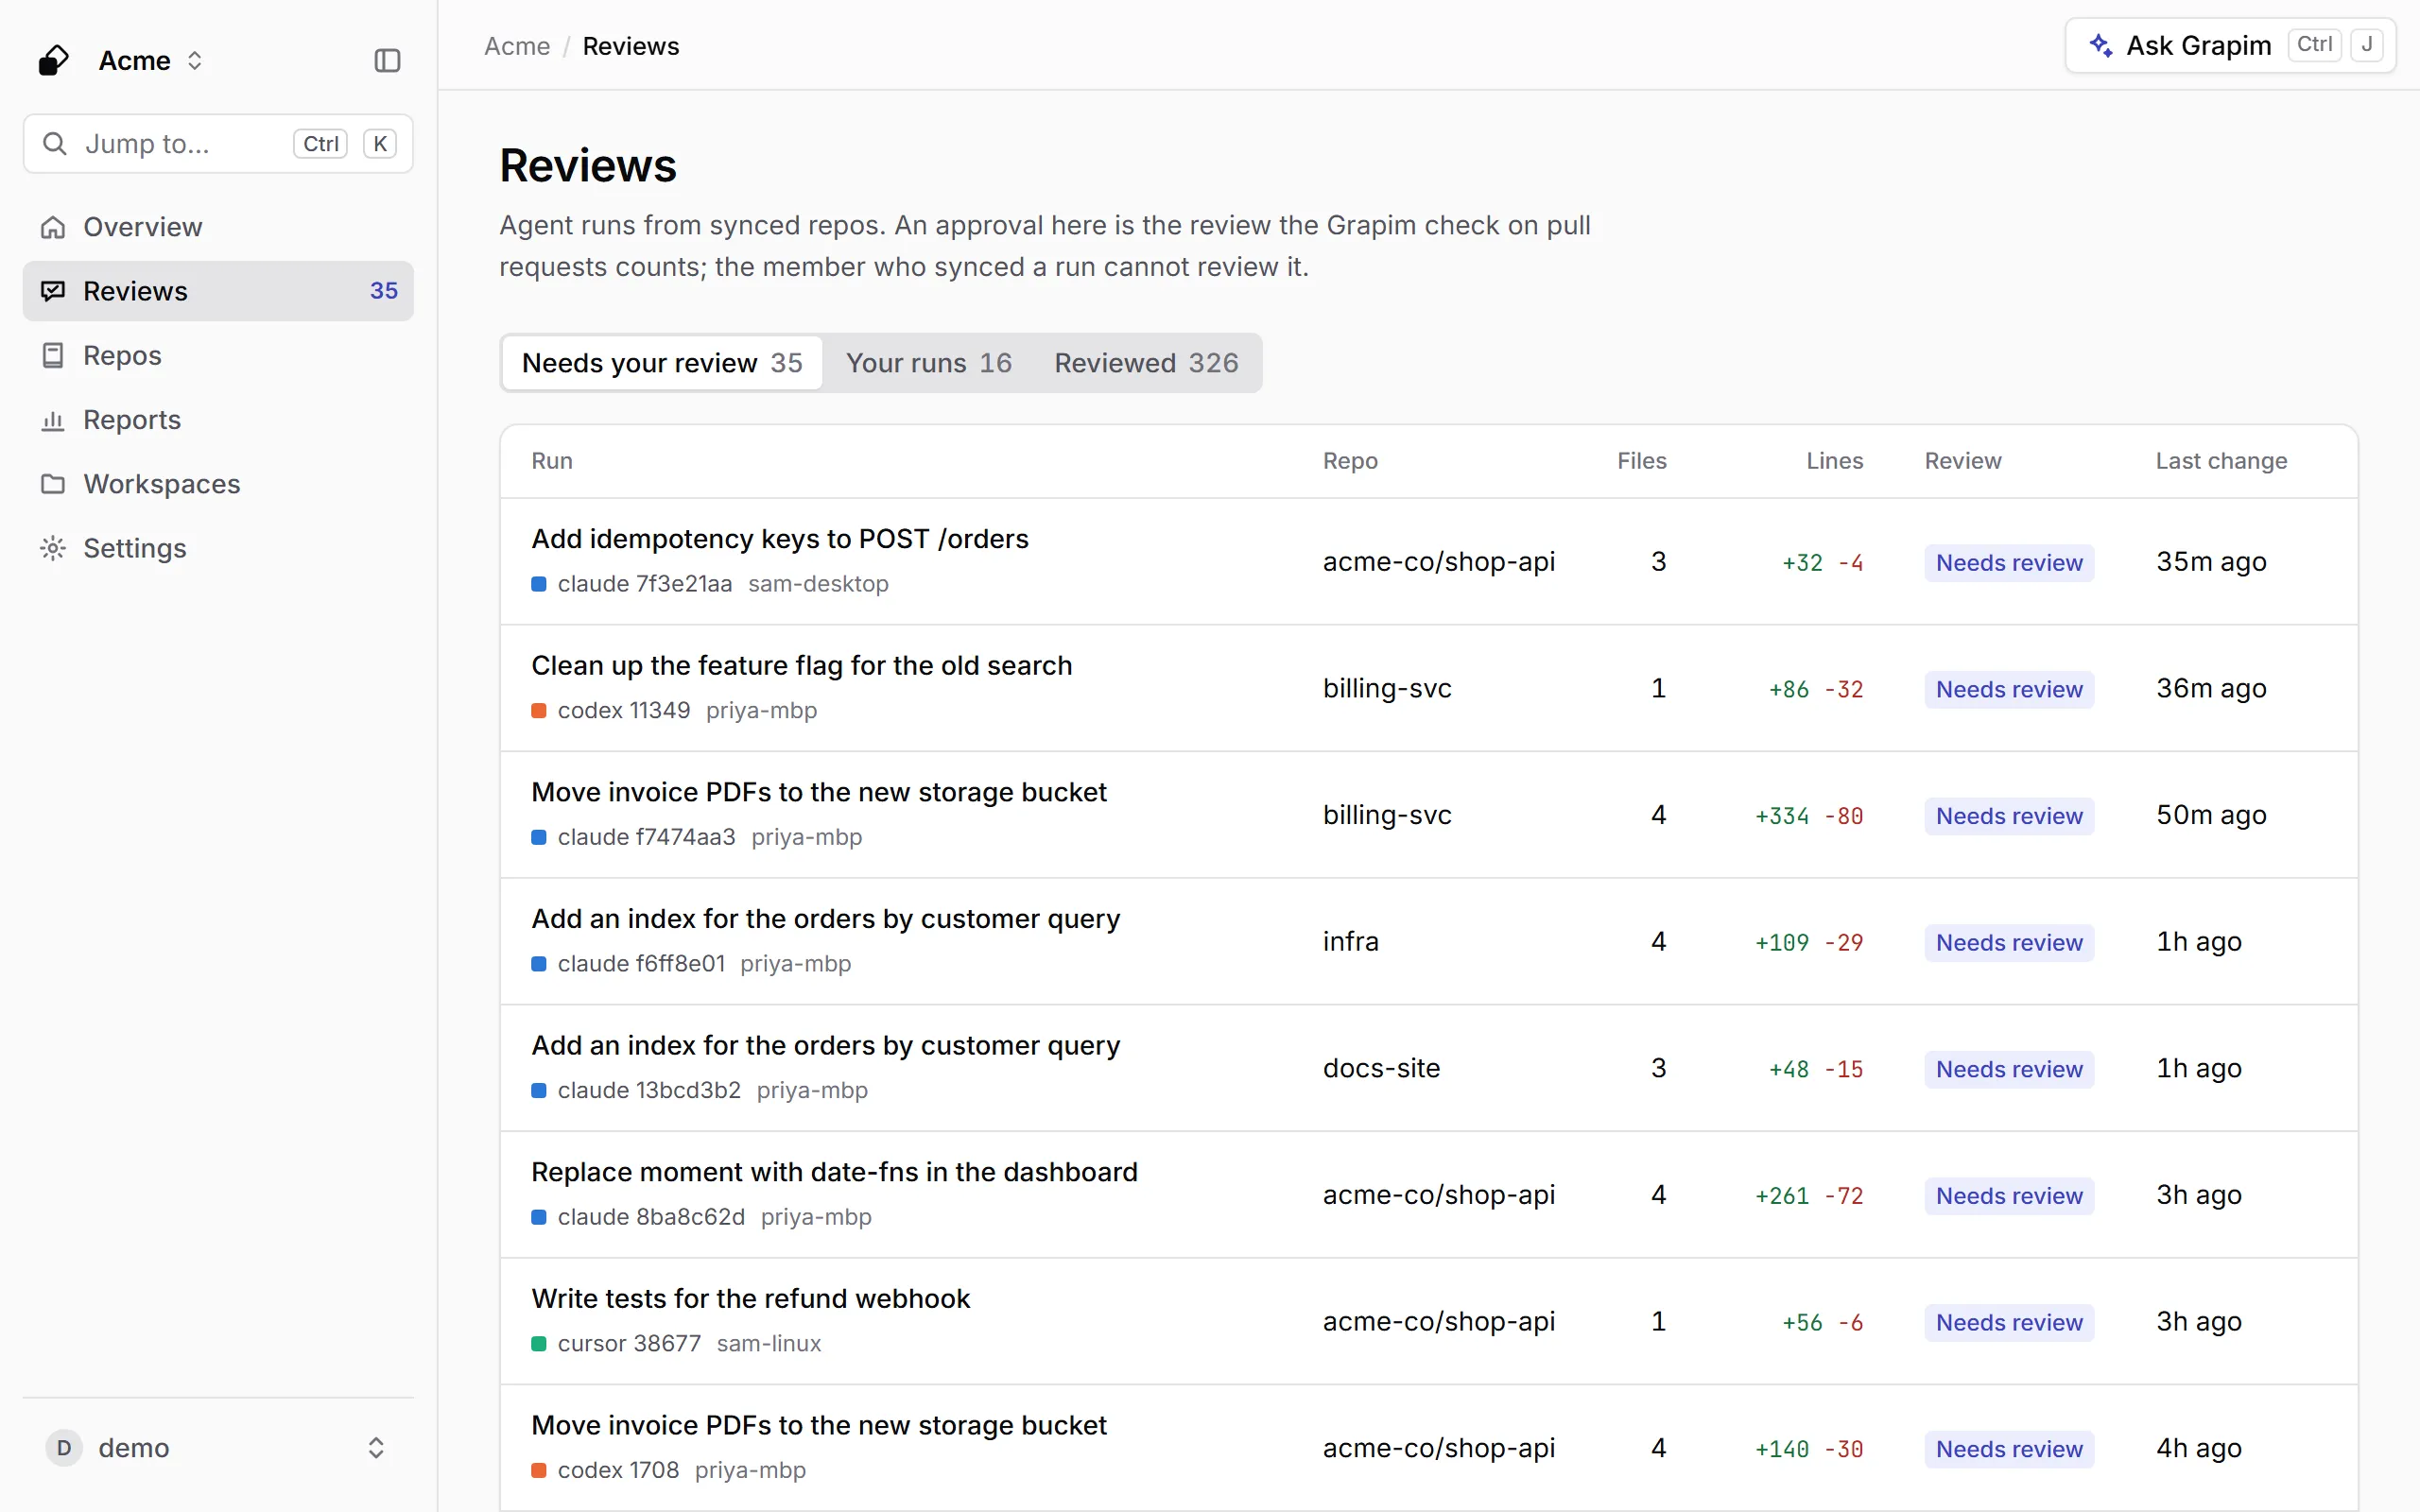 Acme
Jump to... Ctrl K
Overview
Reviews 35
Repos
Reports
Workspaces
Settings
D demo
Acme / Reviews
Ask Grapim Ctrl J
Reviews
Agent runs from synced repos. An approval here is the review the Grapim check on pull
requests counts; the member who synced a run cannot review it.
Needs your review 35 Your runs 16 Reviewed 326
Run Repo Files Lines Review Last change
Add idempotency keys to POST /orders
claude 7f3e21aa sam-desktop
acme-co/shop-api 3 +32 -4 Needs review 35m ago
Clean up the feature flag for the old search
codex 11349 priya-mbp
billing-svc 1 +86 -32 Needs review 36m ago
Move invoice PDFs to the new storage bucket
claude f7474aa3 priya-mbp
billing-svc 4 +334 -80 Needs review 50m ago
Add an index for the orders by customer query
claude f6ff8e01 priya-mbp
infra 4 +109 -29 Needs review 1h ago
Add an index for the orders by customer query
claude 13bcd3b2 priya-mbp
docs-site 3 +48 -15 Needs review 1h ago
Replace moment with date-fns in the dashboard
claude 8ba8c62d priya-mbp
acme-co/shop-api 4 +261 -72 Needs review 3h ago
Write tests for the refund webhook
cursor 38677 sam-linux
acme-co/shop-api 1 +56 -6 Needs review 3h ago
Move invoice PDFs to the new storage bucket
codex 1708 priya-mbp
acme-co/shop-api 4 +140 -30 Needs review 4h ago